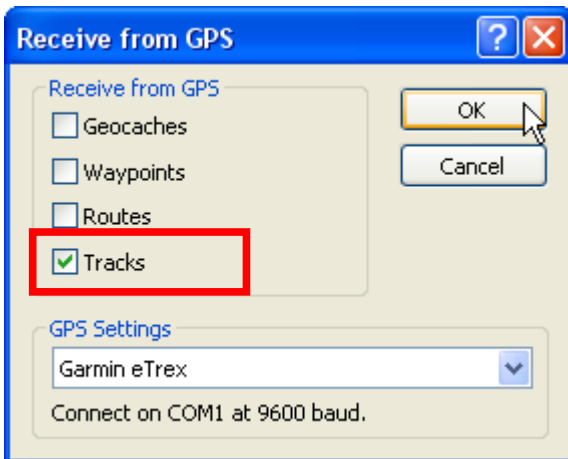 Receive from GPS
Receive from GPS
Geocaches
Waypoints
Routes
Tracks
OK
Cancel
GPS Settings
Garmin eTrex
Connect on COM1 at 9600 baud.